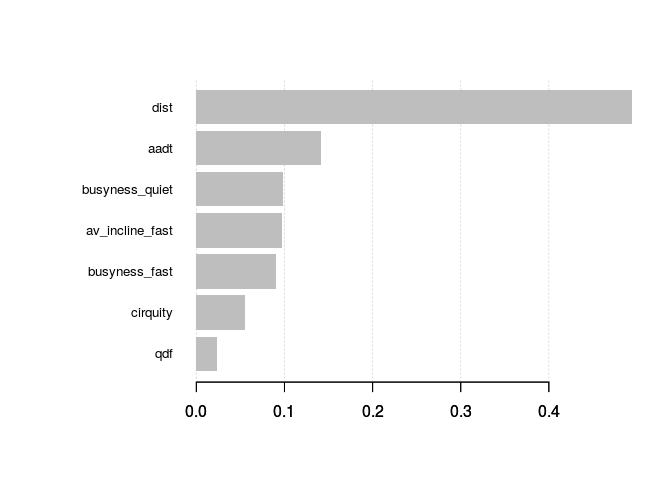 dist
aadt
busyness_quiet
av_incline_fast
busyness_fast
cirquity
qdf
0.0 0.1 0.2 0.3 0.4